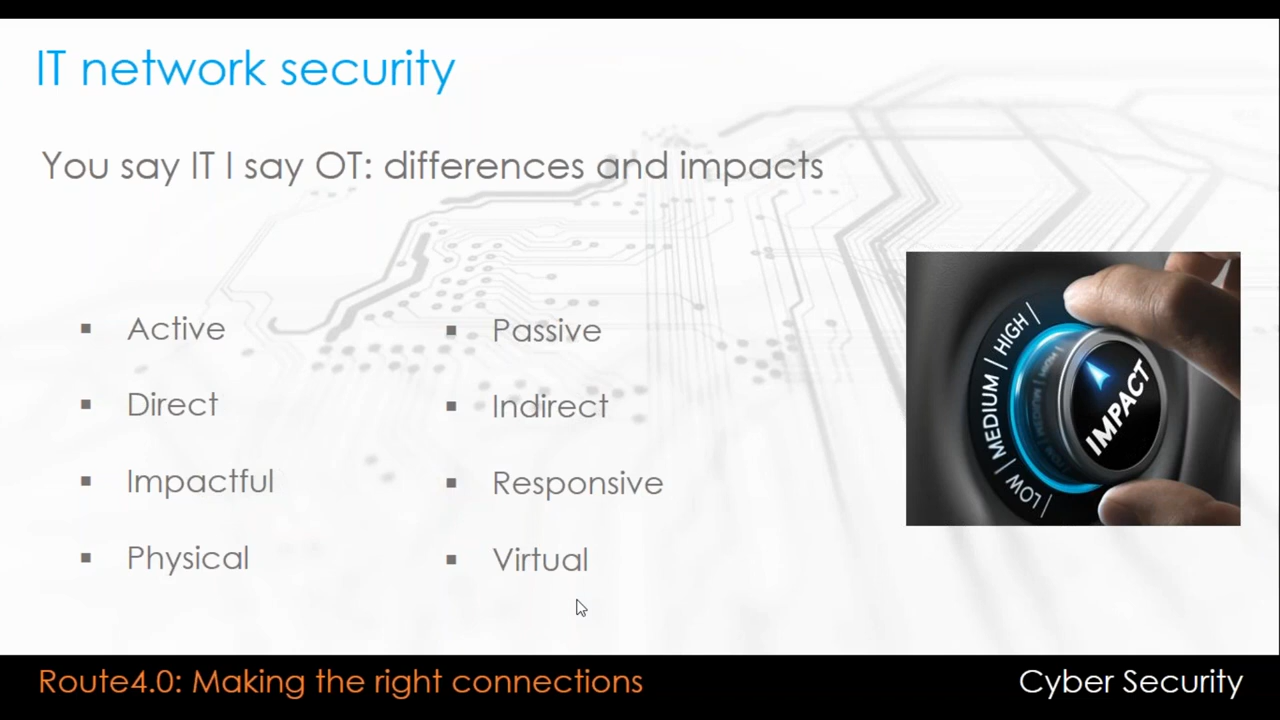 IT network security
You say IT I say OT: differences and impacts
▪ Active
▪ Direct
▪ Impactful
▪ Physical
▪ Passive
▪ Indirect
▪ Responsive
▪ Virtual
LOW | MEDIUM | HIGH |
IMPACT
Route4.0: Making the right connections
Cyber Security